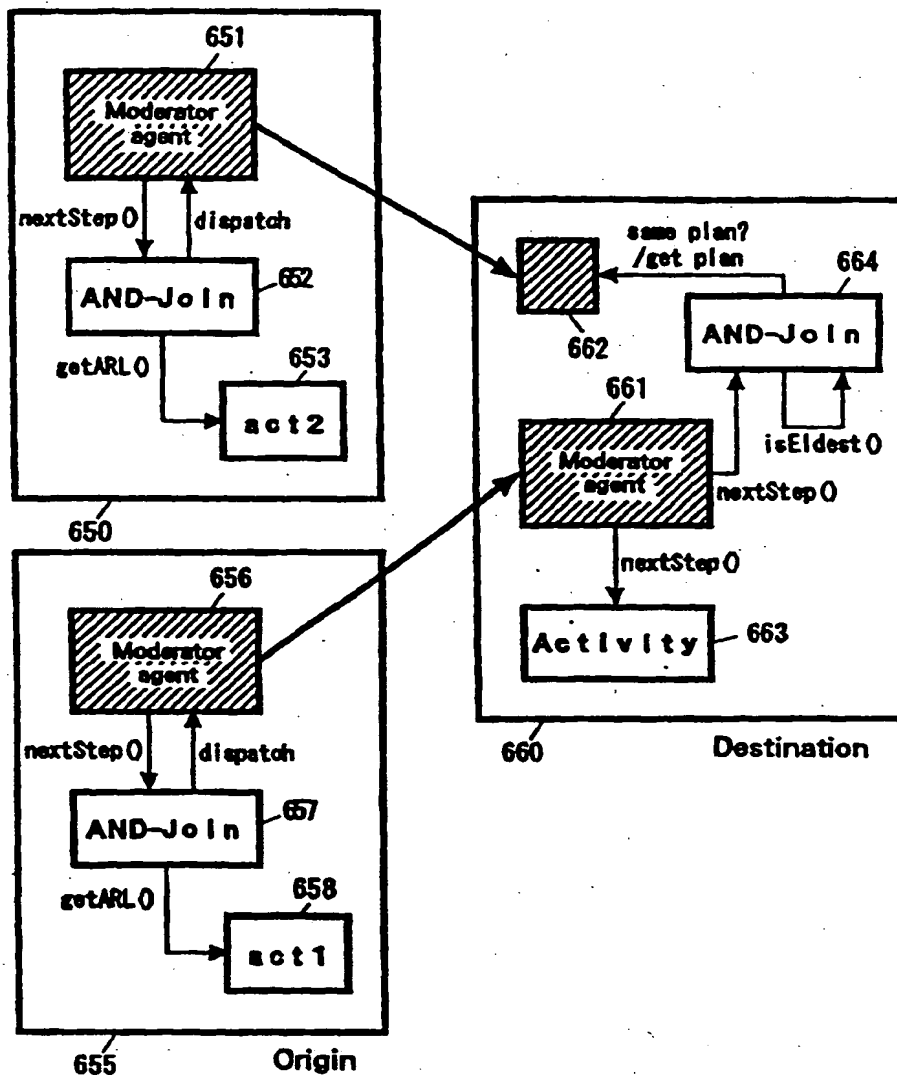 651
Moderator
agent
nextStep()
dispatch
AND-Join
652
getARL()
653
act2
650
656
Moderator
agent
nextStep()
dispatch
AND-Join
657
getARL()
658
act1
655
Origin
same plan?
/get plan
664
662
AND-Join
661
isEldest()
Moderator
agent
nextStep()
nextStep()
Activity
663
660
Destination